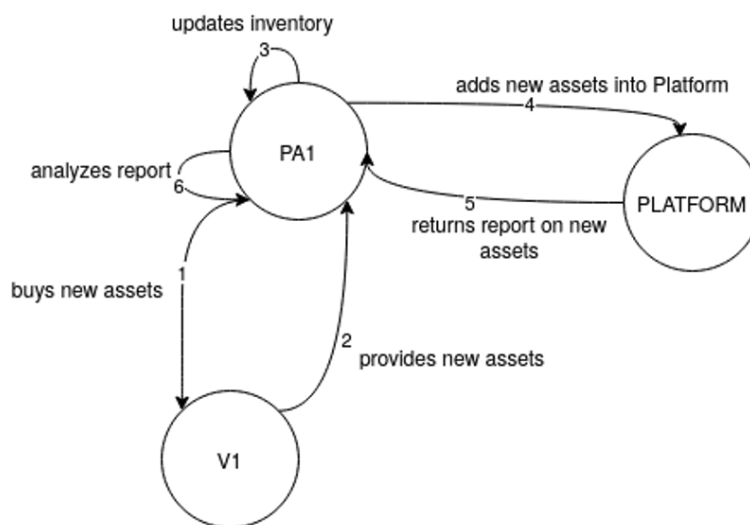 updates inventory
3
adds new assets into Platform
4
PA1
analyzes report
6
5
PLATFORM
returns report on new
assets
1
buys new assets
2
provides new assets
V1